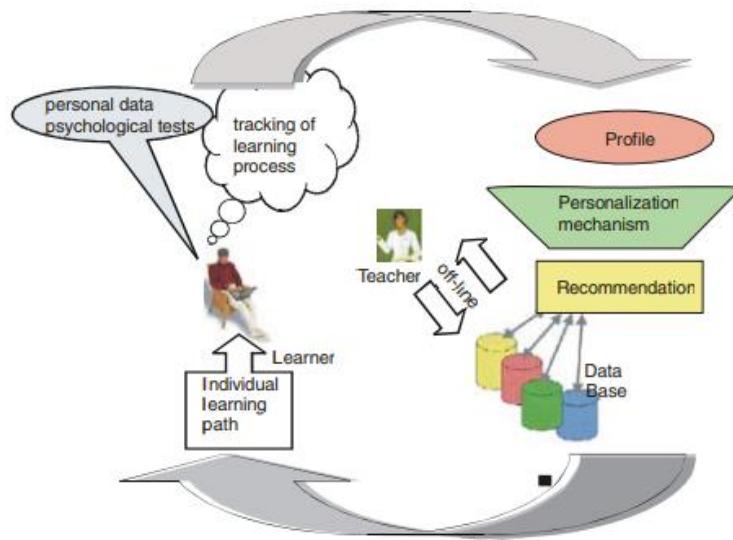 personal data
psychological tests
tracking of
learning
process
Profile
Personalization
mechanism
Teacher
off-line
Recommendation
Learner
Individual
learning
path
Data
Base